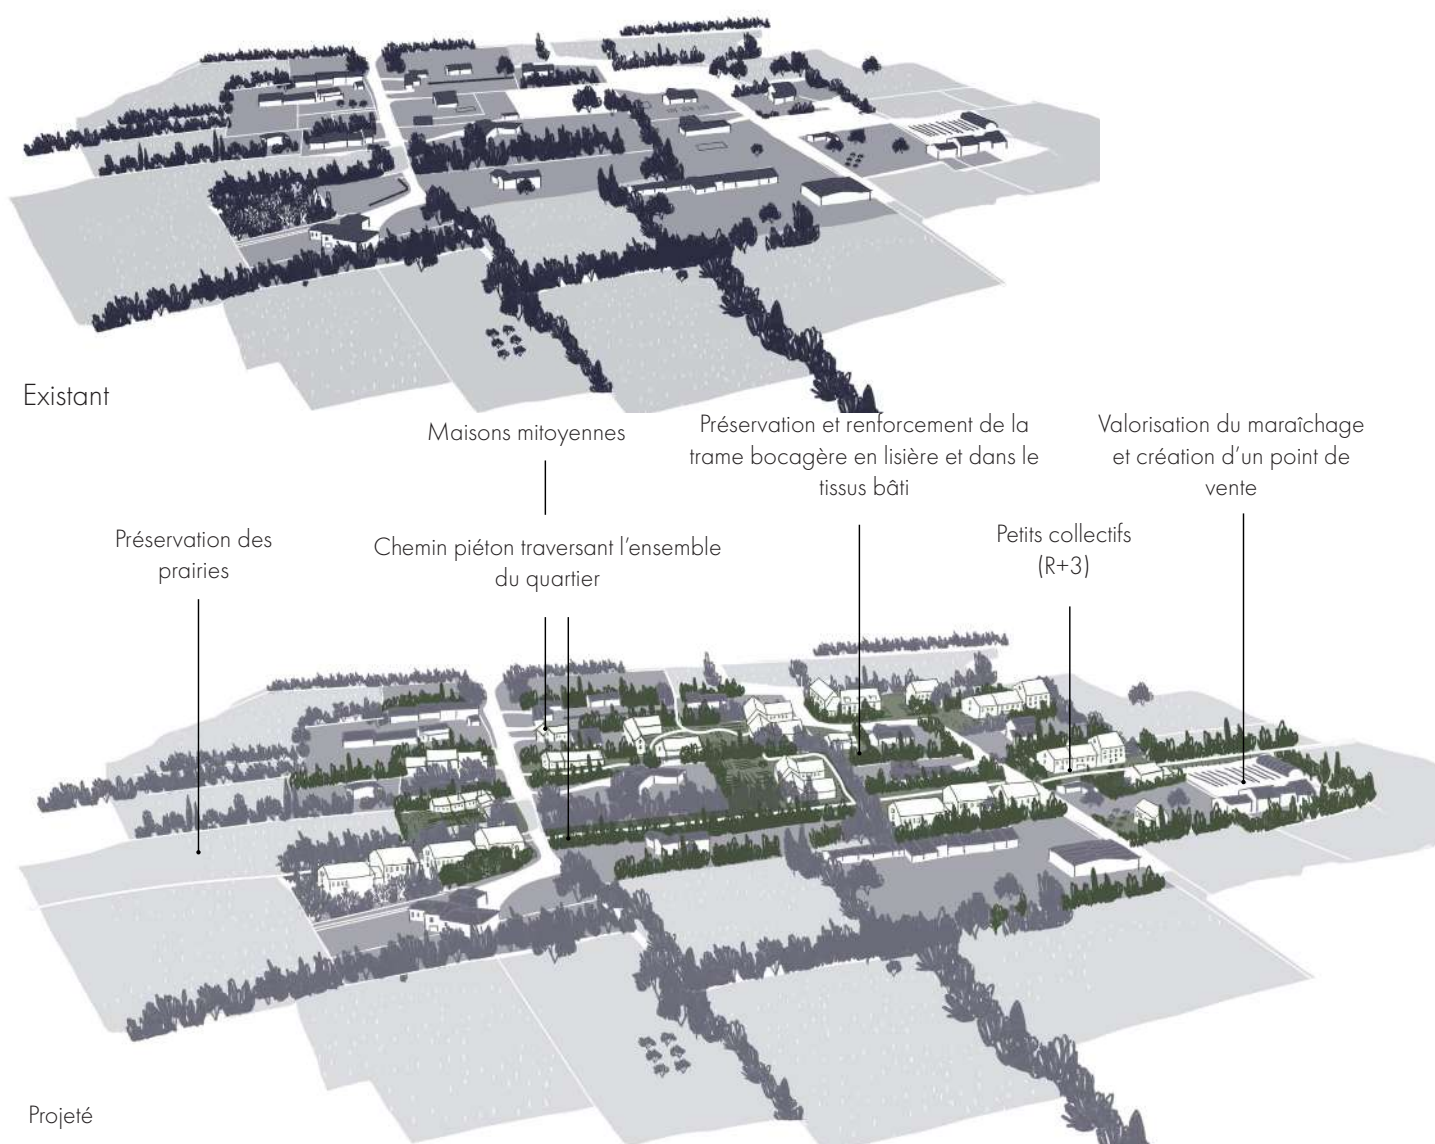 Existant
Maisons mitoyennes
Préservation et renforcement de la
trame bocagère en lisière et dans le
tissus bâti
Valorisation du maraîchage
et création d'un point de
vente
Préservation des
prairies
Chemin piéton traversant l'ensemble
du quartier
Petits collectifs
(R+3)
Projeté